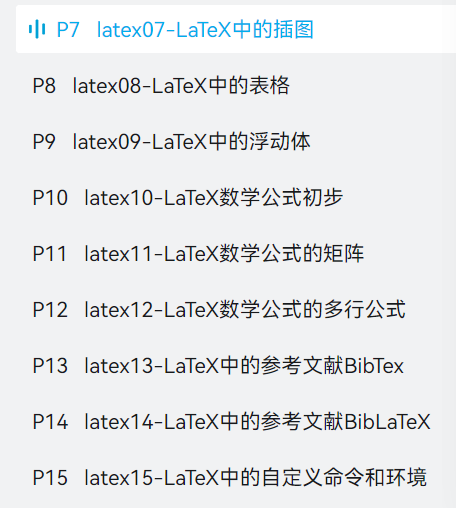 P7 latex07-LaTeX中的插图
P8 latex08-LaTeX中的表格
P9 latex09-LaTeX中的浮动体
P10 latex10-LaTeX数学公式初步
P11 latex11-LaTeX数学公式的矩阵
P12 latex12-LaTeX数学公式的多行公式
P13 latex13-LaTeX中的参考文献BibTex
P14 latex14-LaTeX中的参考文献BibLaTeX
P15 latex15-LaTeX中的自定义命令和环境